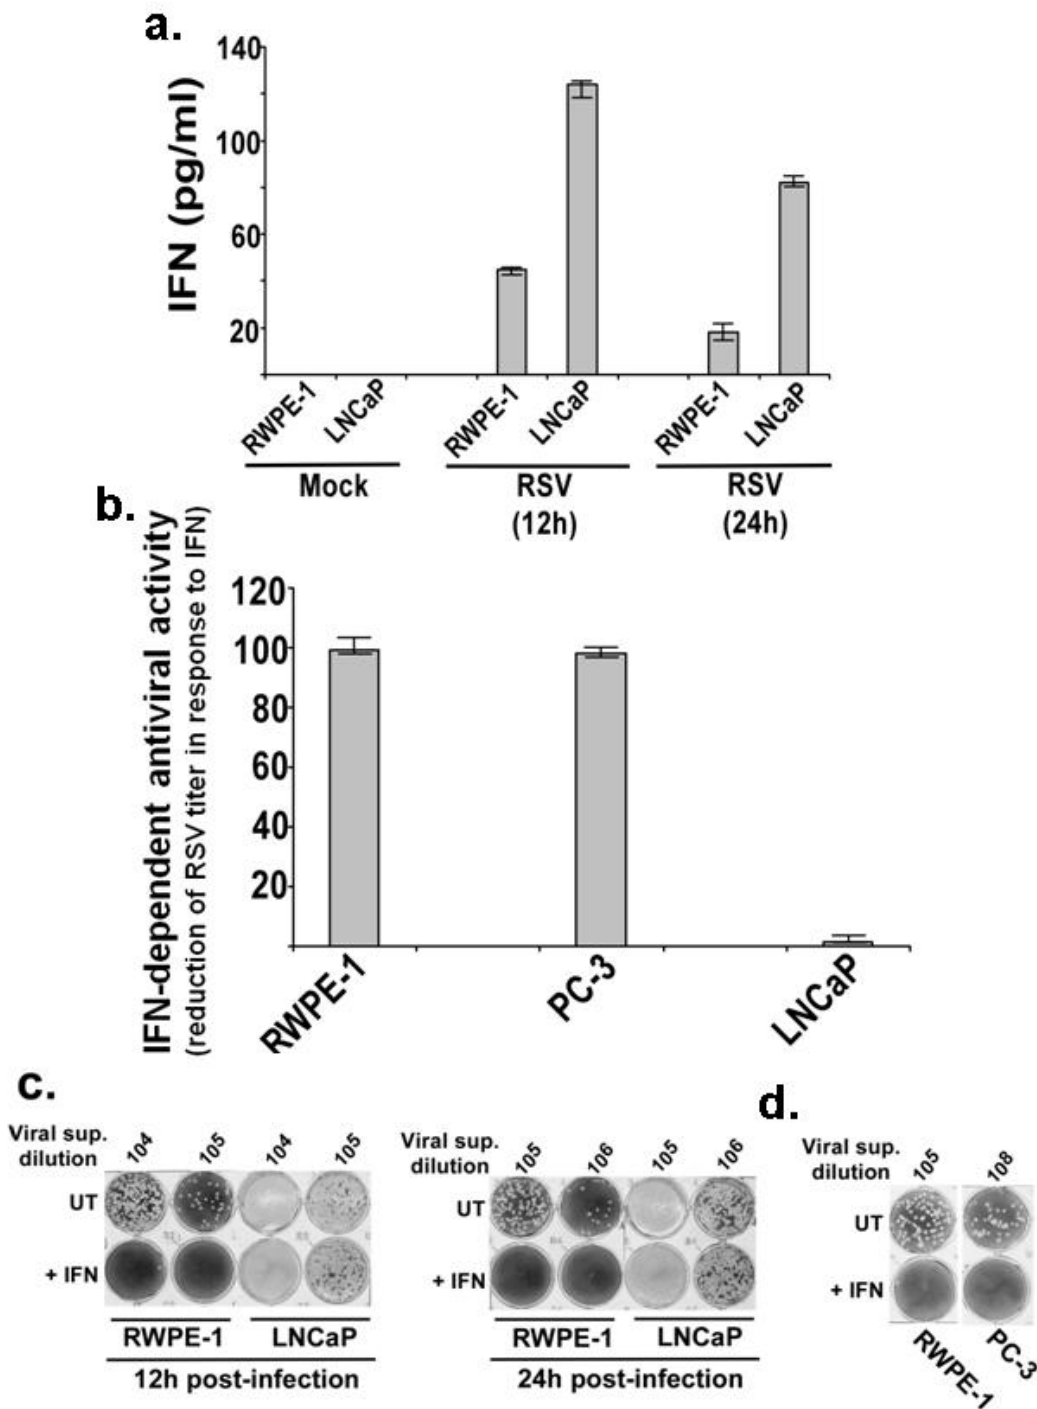 a.
IFN (pg/ml)
140
100
60
20
RWPE-1
LNCaP
RWPE-1
LNCaP
RWPE-1
LNCaP
Mock
RSV
(12h)
RSV
(24h)
b.
IFN-dependent antiviral activity
(reduction of RSV titer in response to IFN)
120
100
80
60
40
20
RWPE-1
PC-3
LNCaP
c.
Viral sup.
dilution
104
105
104
105
UT
+ IFN
RWPE-1
LNCaP
12h post-infection
Viral sup.
dilution
105
106
105
106
UT
+ IFN
RWPE-1
LNCaP
24h post-infection
d.
Viral sup.
dilution
105
108
UT
+ IFN
RWPE-1
PC-3